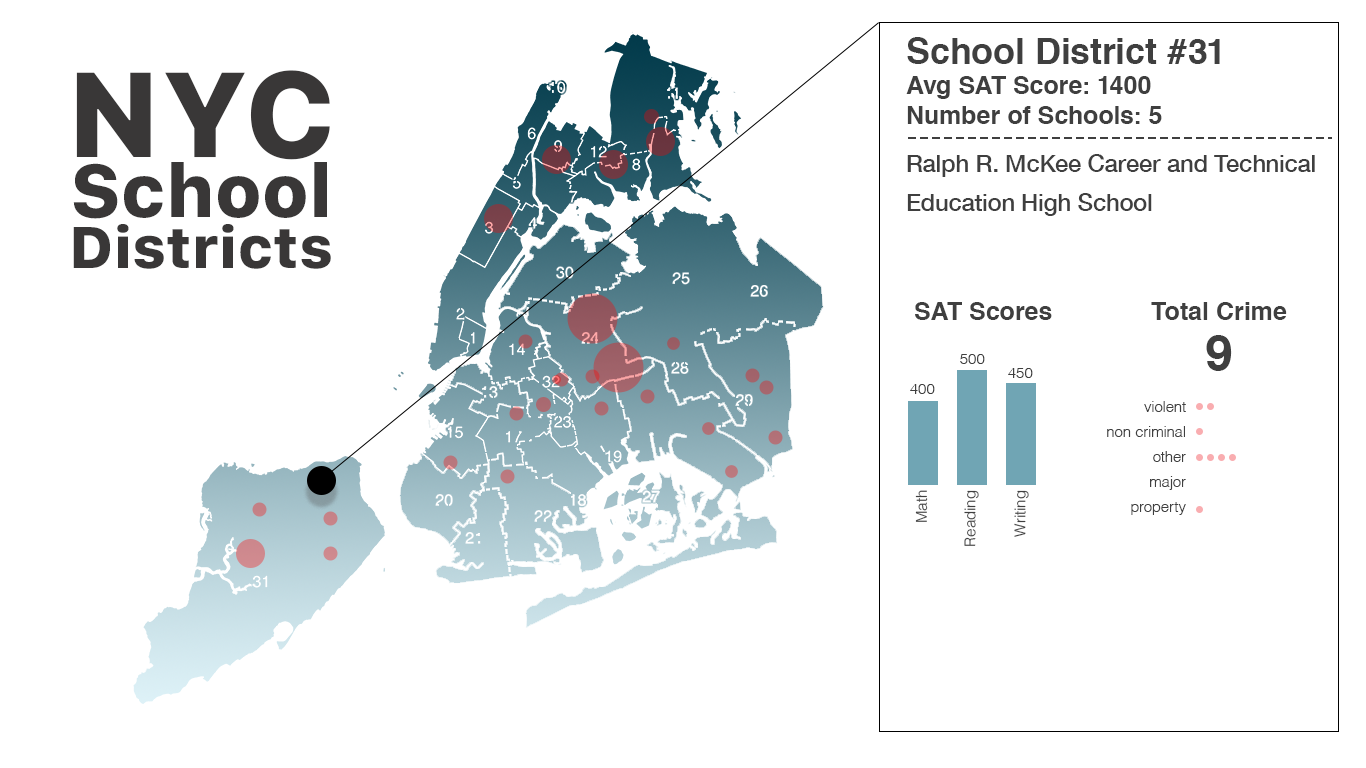 NYC
School
Districts
10
6
9
12
8
5
7
3
4
30
25
26
2
1
24
14
28
32
13
29
23
15
17
19
20
18
27
22
21
31
School District #31
Avg SAT Score: 1400
Number of Schools: 5
Ralph R. McKee Career and Technical
Education High School
SAT Scores
400
500
450
Math
Reading
Writing
Total Crime
9
violent
non criminal
other
major
property